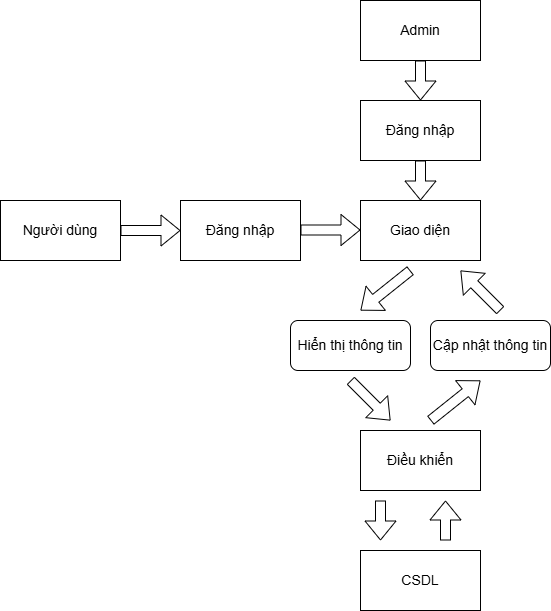 Admin
Đăng nhập
Người dùng
Đăng nhập
Giao diện
Hiển thị thông tin
Cập nhật thông tin
Điều khiển
CSDL